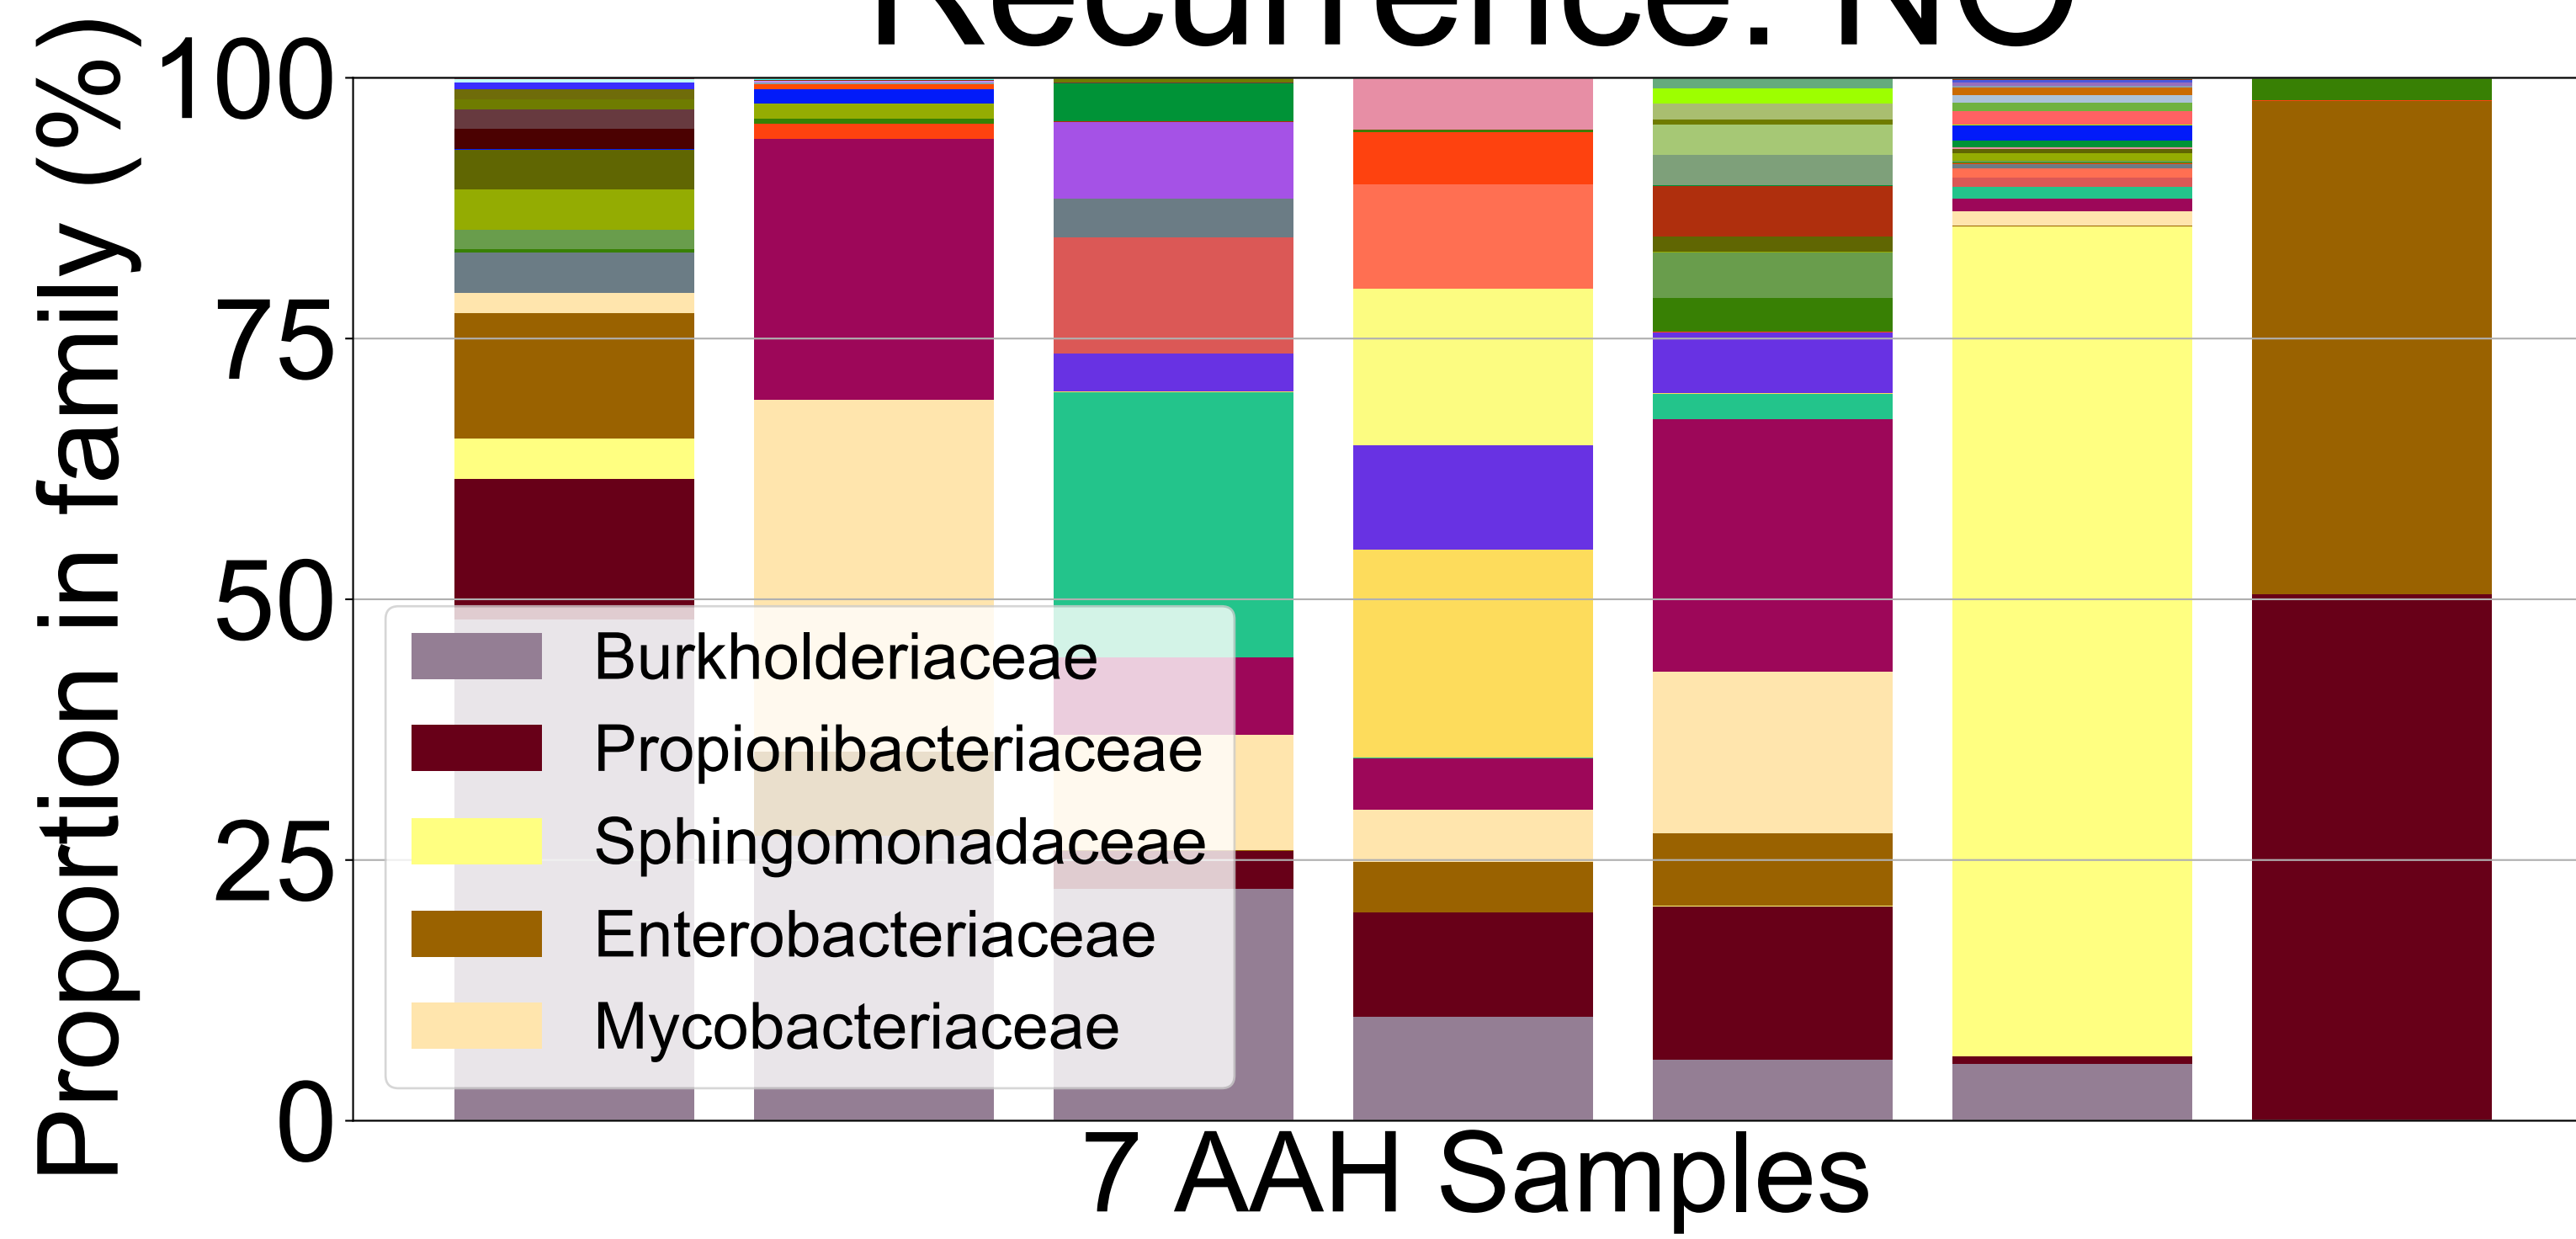 Recurrence: NO
Proportion in family (%)
100
75
50
25
0
Burkholderiaceae
Propionibacteriaceae
Sphingomonadaceae
Enterobacteriaceae
Mycobacteriaceae
7 AAH Samples